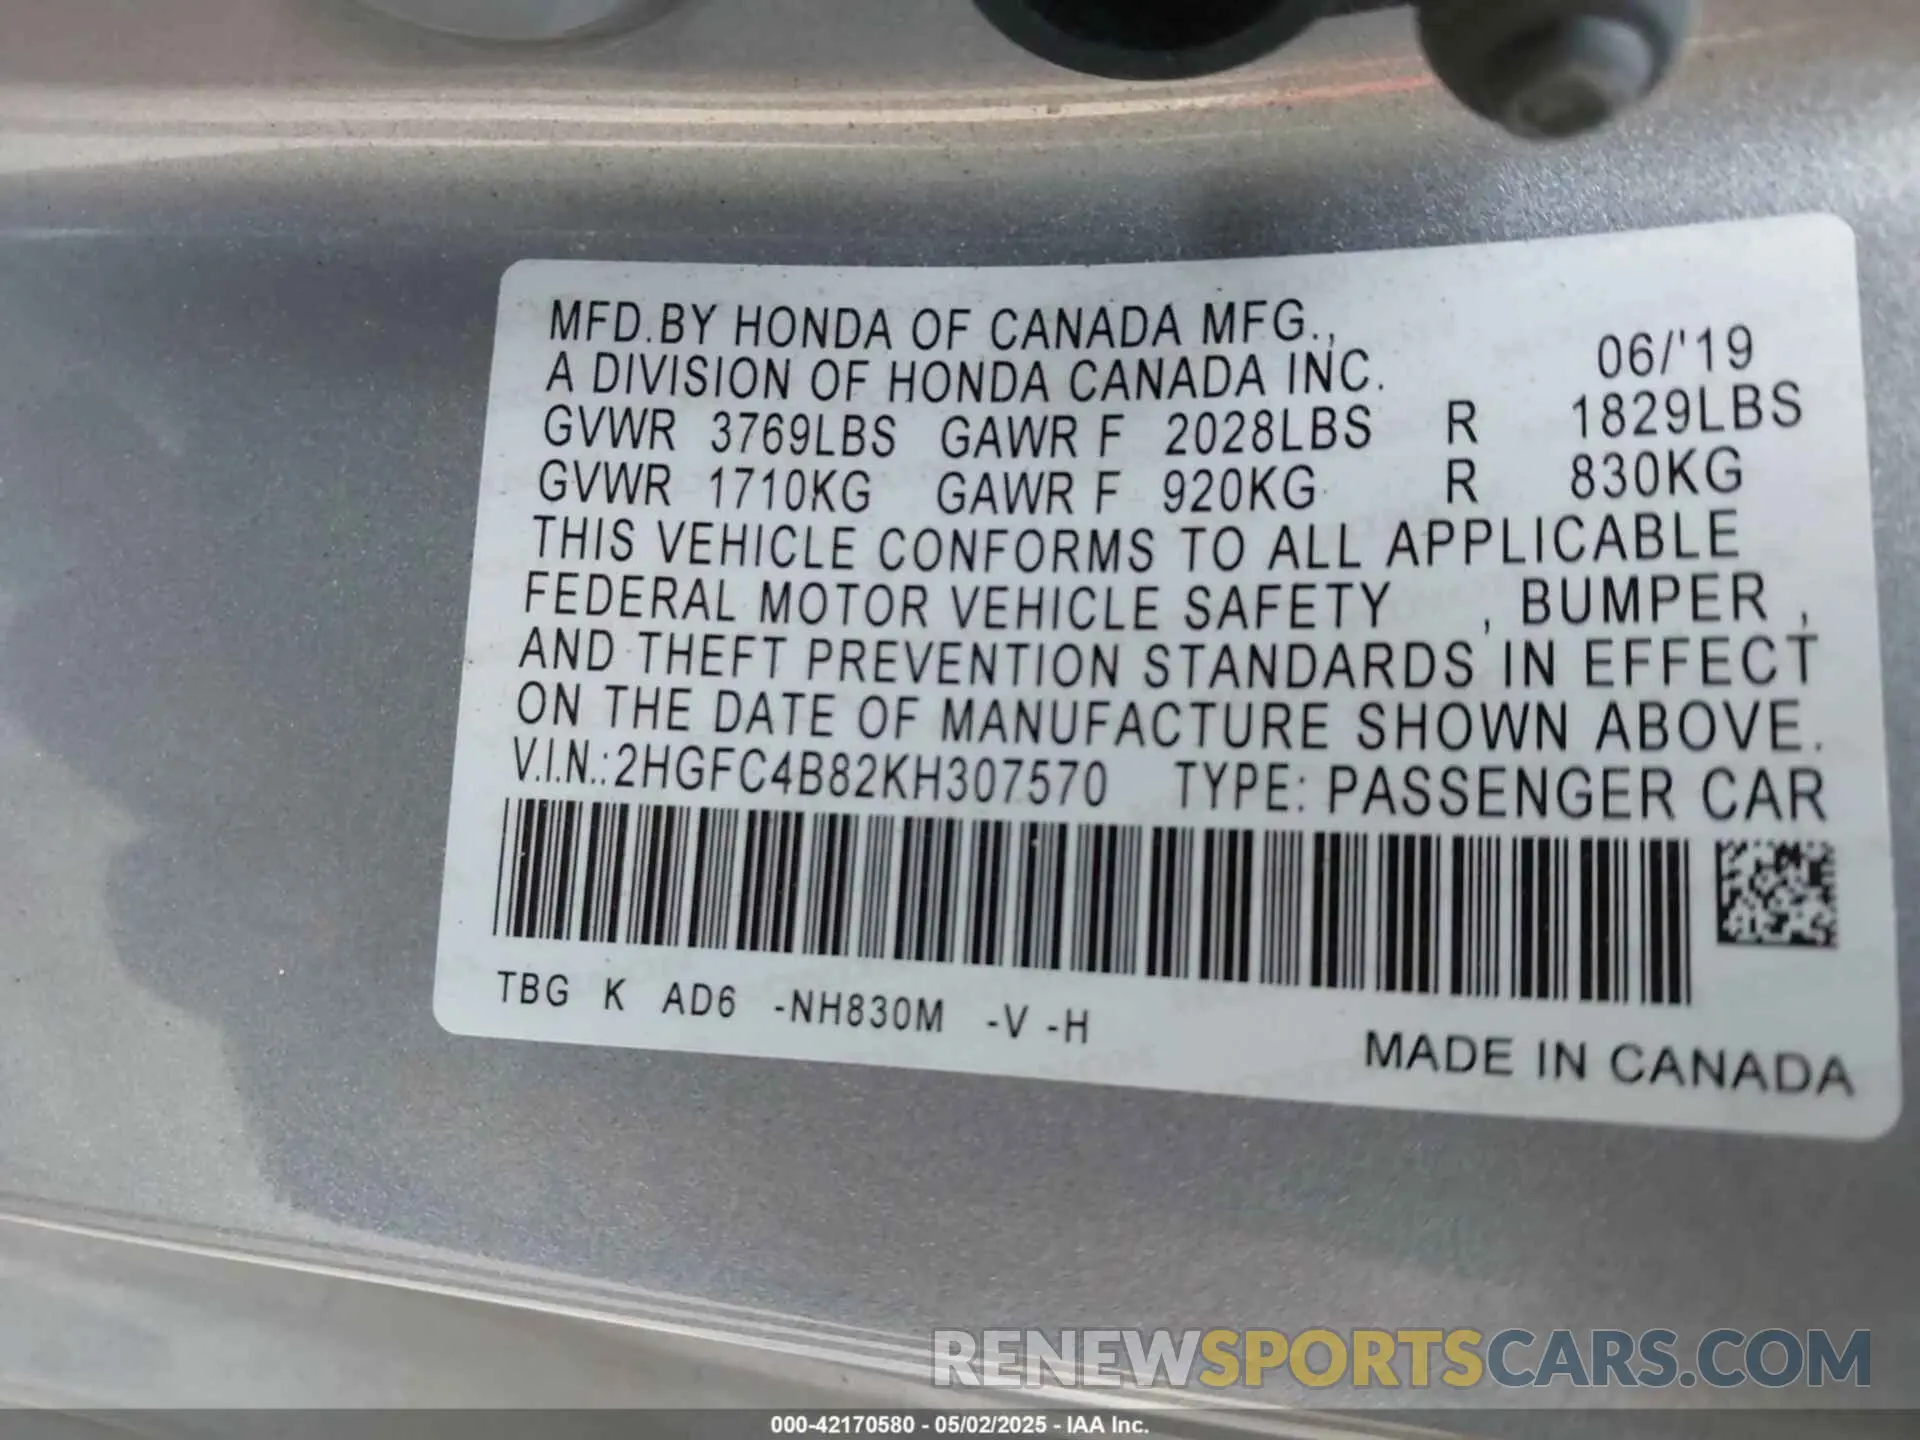 MFD.BY HONDA OF CANADA MFG.,
A DIVISION OF HONDA CANADA INC. 06/'19
GVWR 3769LBS GAWR F 2028LBS R 1829LBS
GVWR 1710KG GAWR F 920KG R 830KG
THIS VEHICLE CONFORMS TO ALL APPLICABLE
FEDERAL MOTOR VEHICLE SAFETY , BUMPER ,
AND THEFT PREVENTION STANDARDS IN EFFECT
ON THE DATE OF MANUFACTURE SHOWN ABOVE.
V.I.N.:2HGFC4B82KH307570 TYPE: PASSENGER CAR
TBG K AD6 -NH830M -V -H
MADE IN CANADA
RENEWSPORTSCARS.COM
000-42170580 - 05/02/2025 - IAA Inc.